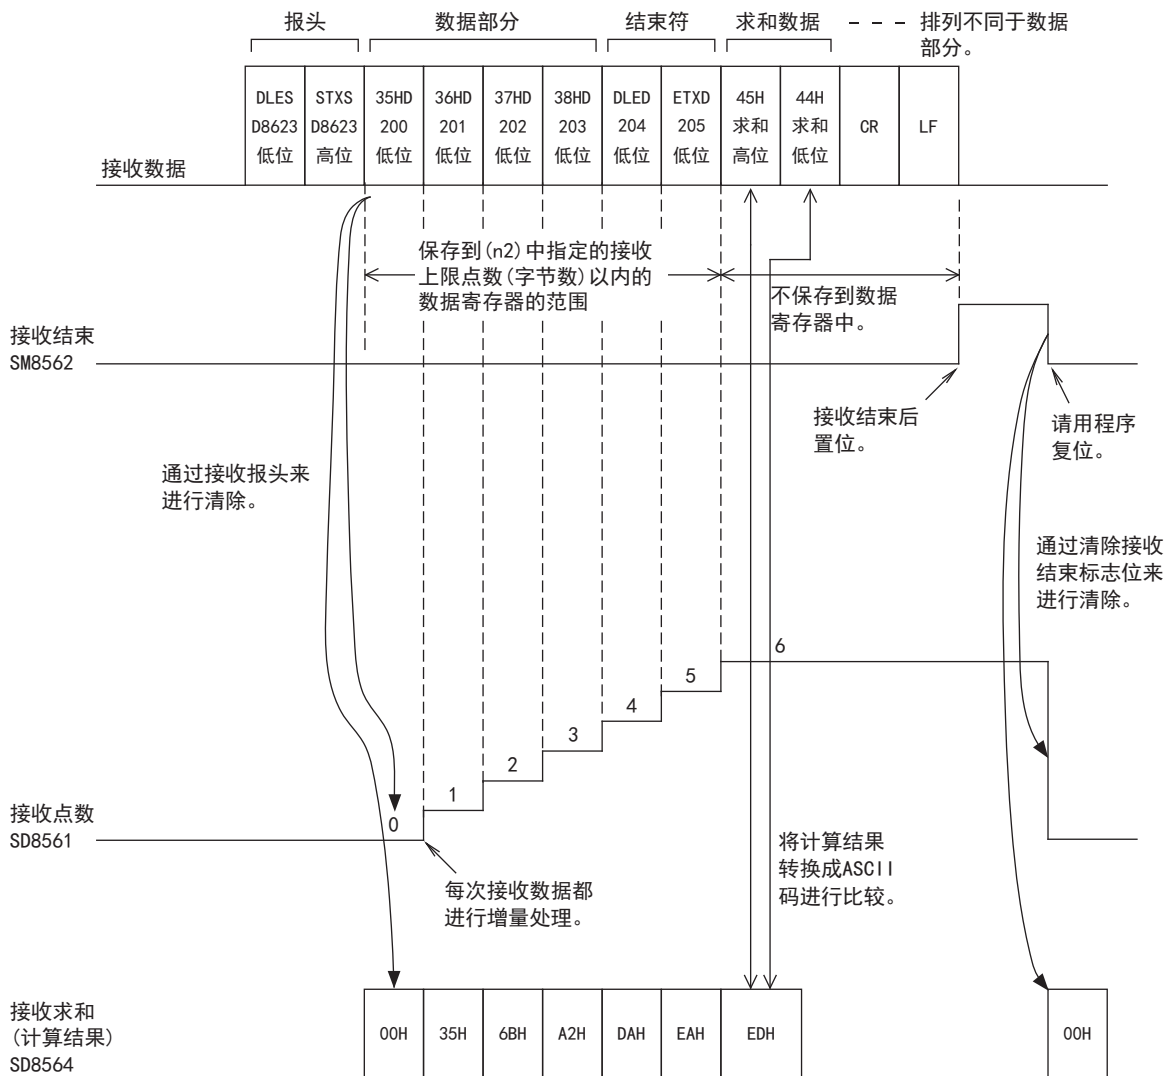 报头
数据部分
结束符
求和数据
排列不同于数据
部分。
DLES
D8623
低位
STXS
D8623
高位
35HD
200
低位
36HD
201
低位
37HD
202
低位
38HD
203
低位
DLED
204
低位
ETXD
205
低位
45H
求和
高位
44H
求和
低位
CR
LF
接收数据
保存到(n2)中指定的接收
上限点数(字节数)以内的
数据寄存器的范围
不保存到数据
寄存器中。
接收结束
SM8562
接收结束后
置位。
请用程序
复位。
通过接收报头来
进行清除。
通过清除接收
结束标志位来
进行清除。
6
5
4
3
2
1
0
接收点数
SD8561
每次接收数据都
进行增量处理。
将计算结果
转换成ASCII
码进行比较。
接收求和
(计算结果)
SD8564
00H
35H
6BH
A2H
DAH
EAH
EDH
00H